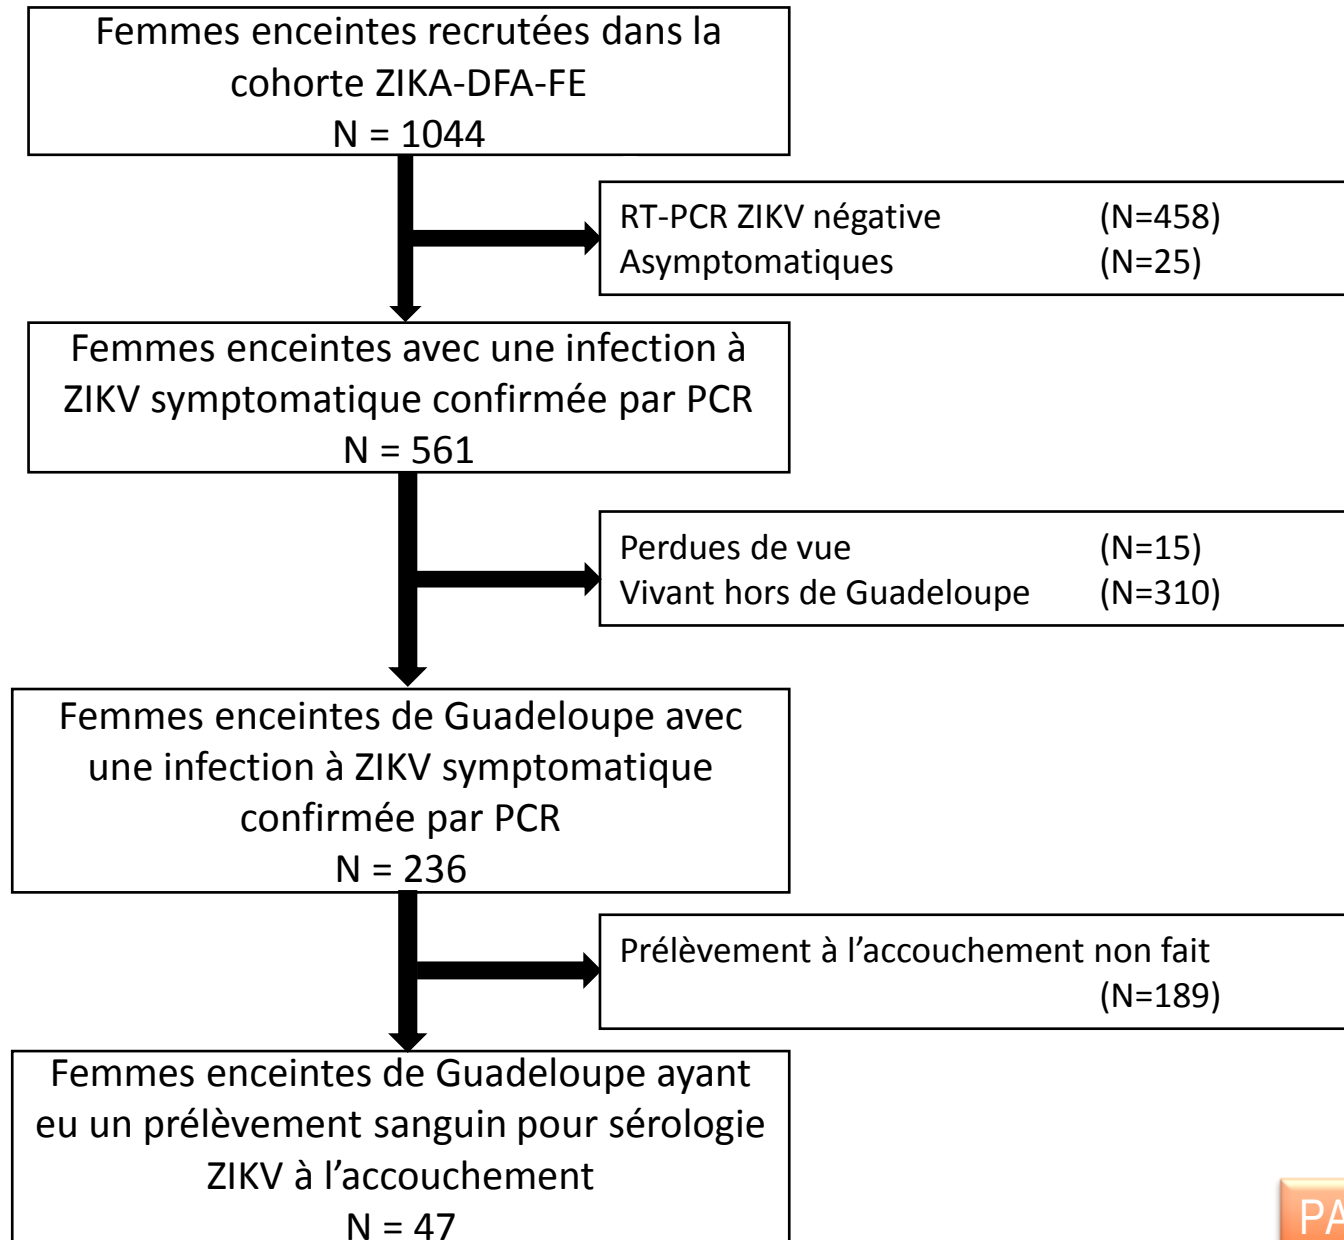 Femmes enceintes recrutées dans la
cohorte ZIKA-DFA-FE
N = 1044
RT-PCR ZIKV négative (N=458)
Asymptomatiques (N=25)
Femmes enceintes avec une infection à
ZIKV symptomatique confirmée par PCR
N = 561
Perdues de vue (N=15)
Vivant hors de Guadeloupe (N=310)
Femmes enceintes de Guadeloupe avec
une infection à ZIKV symptomatique
confirmée par PCR
N = 236
Prélèvement à l’accouchement non fait
(N=189)
Femmes enceintes de Guadeloupe ayant
eu un prélèvement sanguin pour sérologie
ZIKV à l’accouchement
N = 47
PA